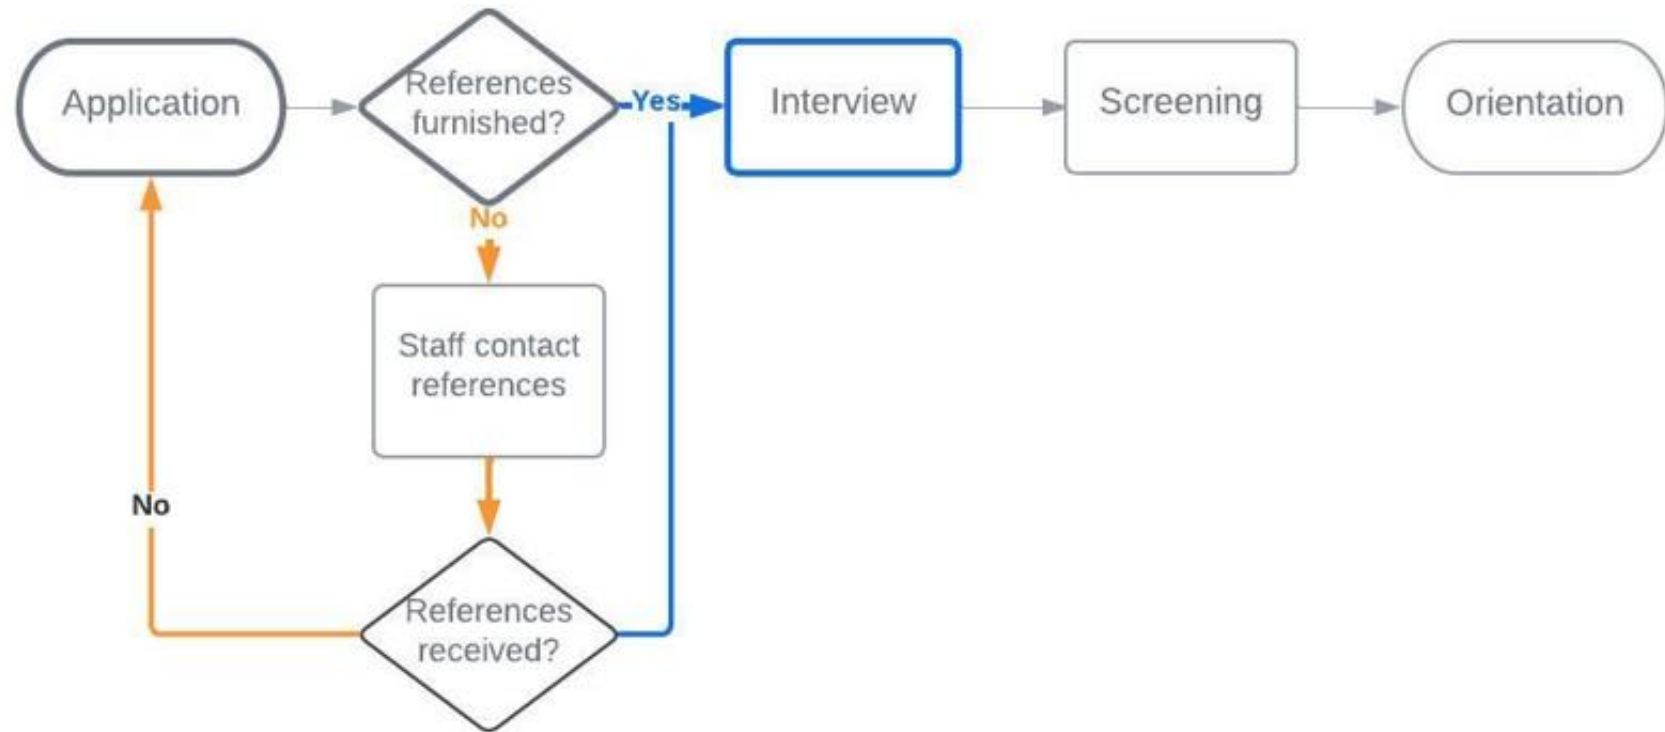 Application
References
furnished?
Yes
Interview
Screening
Orientation
No
Staff contact
references
No
References
received?